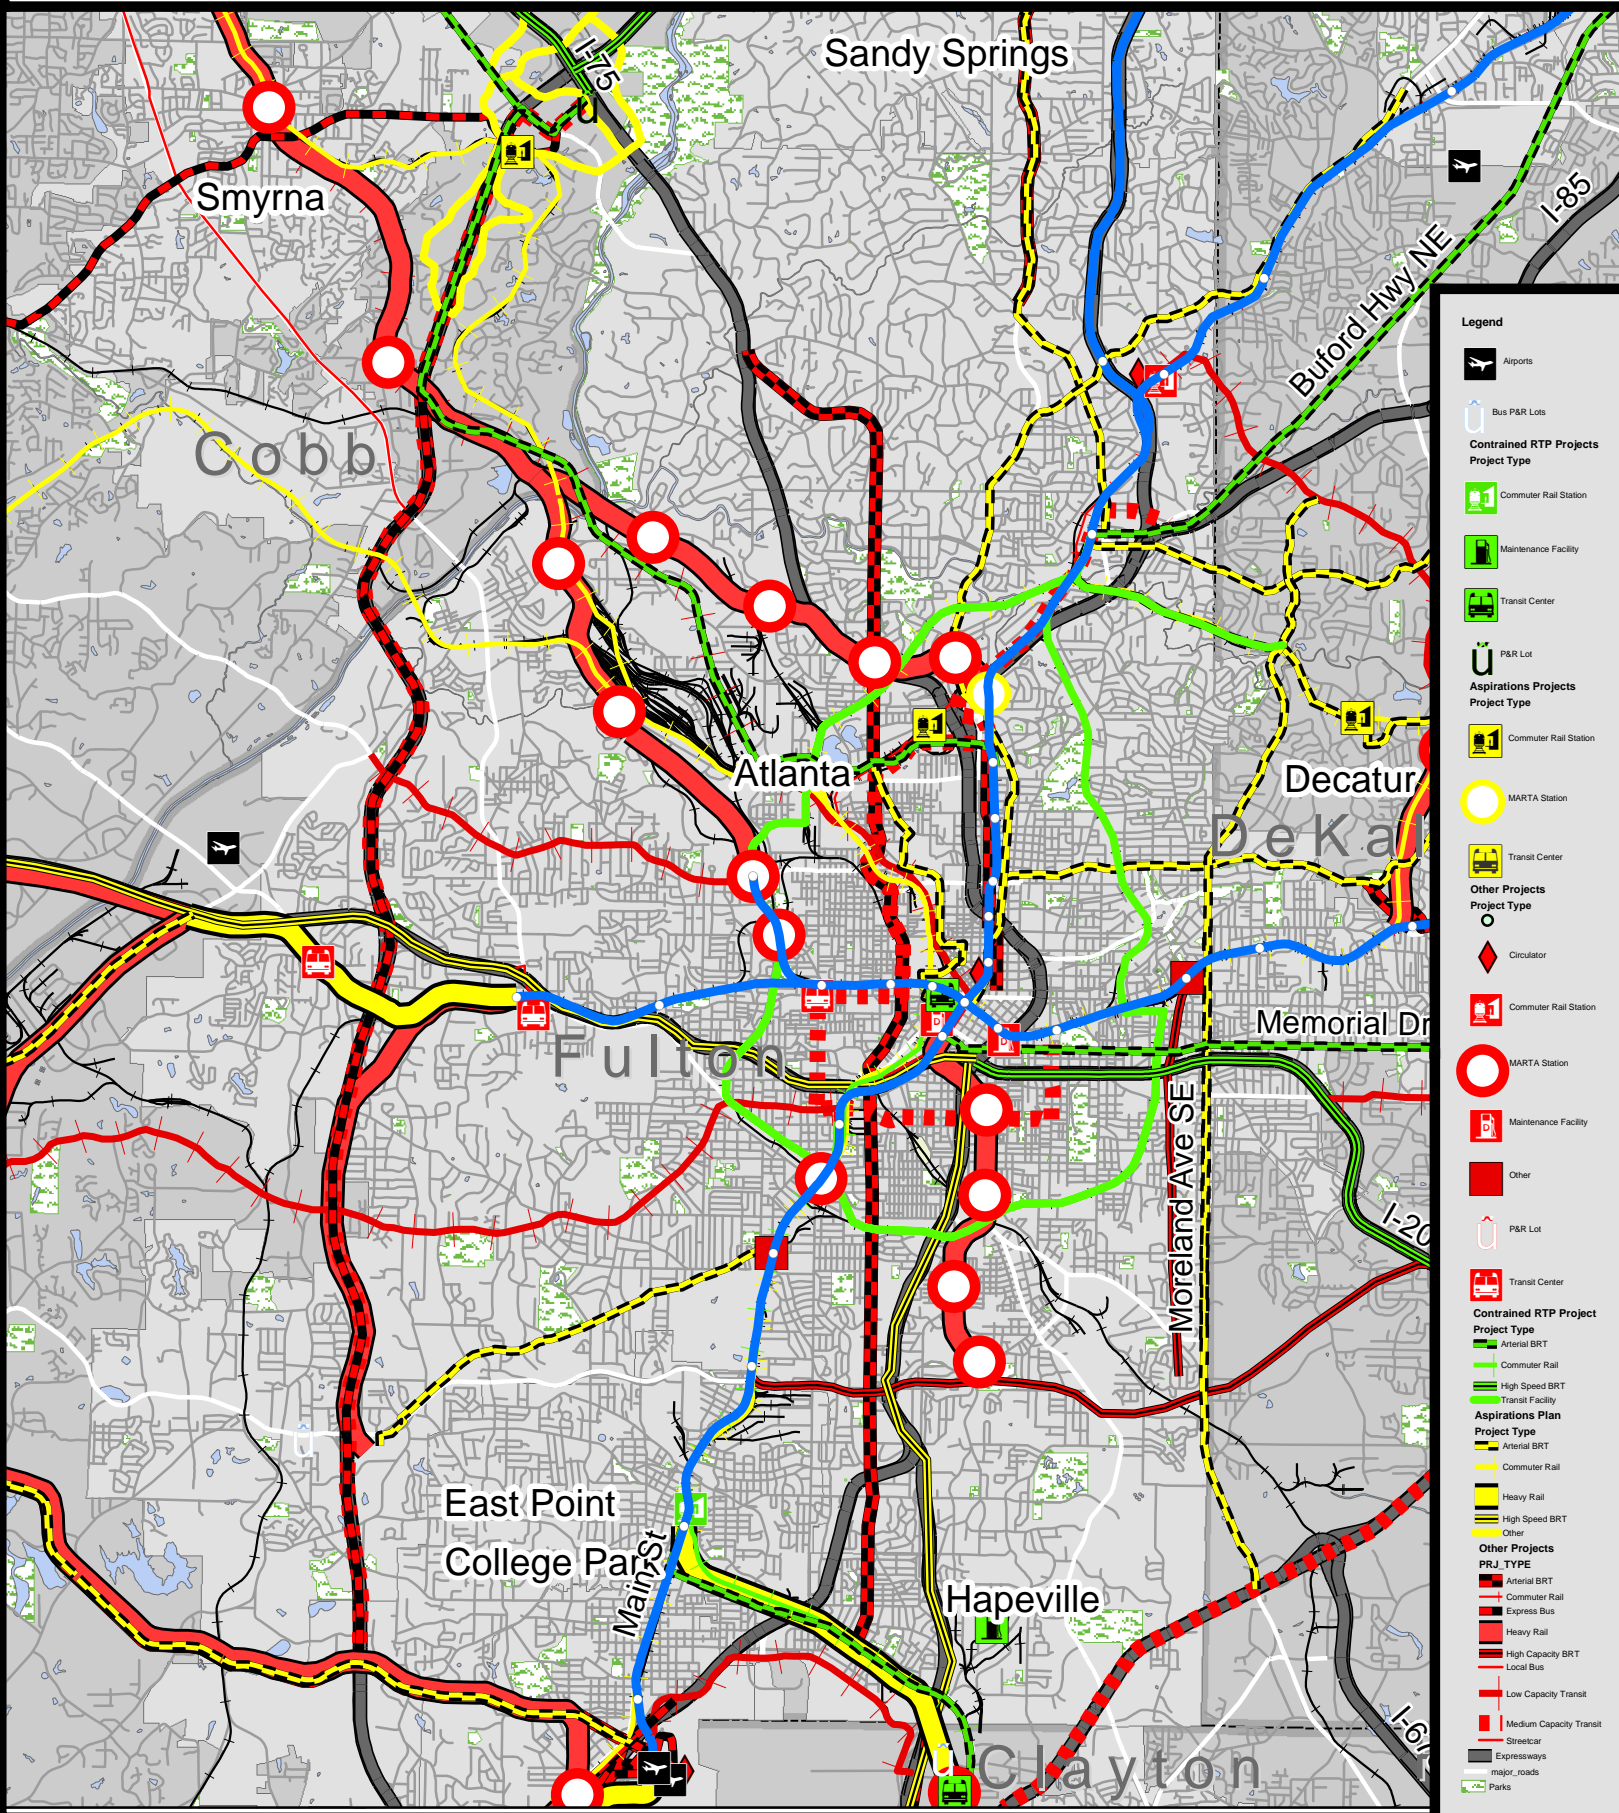 Sandy Springs
I-75
ü
Smyrna
I-85
Buford Hwy NE
Cobb
Atlanta
Decatur
DeKal
Memorial Dr
Fulton
Moreland Ave SE
I-20
ü
East Point
College Par
Main St
Hapeville
I-67
Clayton
Legend
Airports
ü Bus P&R Lots
Contrained RTP Projects
Project Type
Commuter Rail Station
Maintenance Facility
Transit Center
ü P&R Lot
Aspirations Projects
Project Type
Commuter Rail Station
MARTA Station
Transit Center
Other Projects
Project Type
Circulator
Commuter Rail Station
MARTA Station
D Maintenance Facility
Other
ü P&R Lot
Transit Center
Contrained RTP Project
Project Type
Arterial BRT
Commuter Rail
High Speed BRT
Transit Facility
Aspirations Plan
Project Type
Arterial BRT
Commuter Rail
Heavy Rail
High Speed BRT
Other
Other Projects
PRJ_TYPE
Arterial BRT
Commuter Rail
Express Bus
Heavy Rail
High Capacity BRT
Local Bus
Low Capacity Transit
Medium Capacity Transit
Streetcar
Expressways
major_roads
Parks